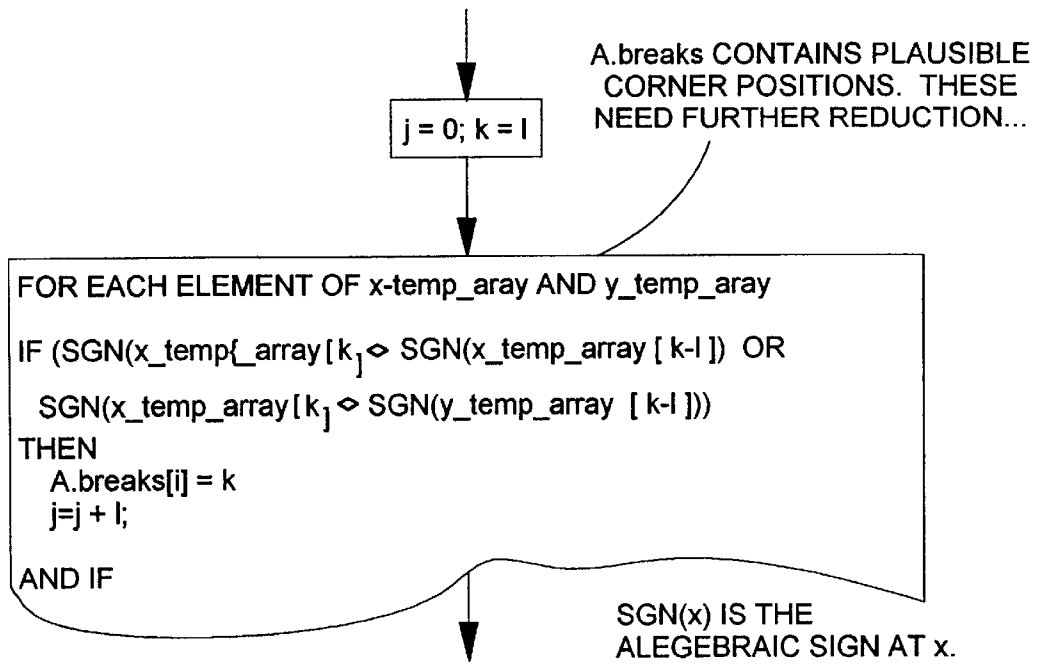 A.breaks CONTAINS PLAUSIBLE
CORNER POSITIONS. THESE
NEED FURTHER REDUCTION...
j = 0; k = l
FOR EACH ELEMENT OF x-temp_aray AND y_temp_aray
IF (SGN(x_temp{_array[k] <> SGN(x_temp_array [ k-l ]) OR
SGN(x_temp_array[k] <> SGN(y_temp_array [ k-l ]))
THEN
A.breaks[i] = k
j=j + l;
AND IF
SGN(x) IS THE
ALEGEBRAIC SIGN AT x.